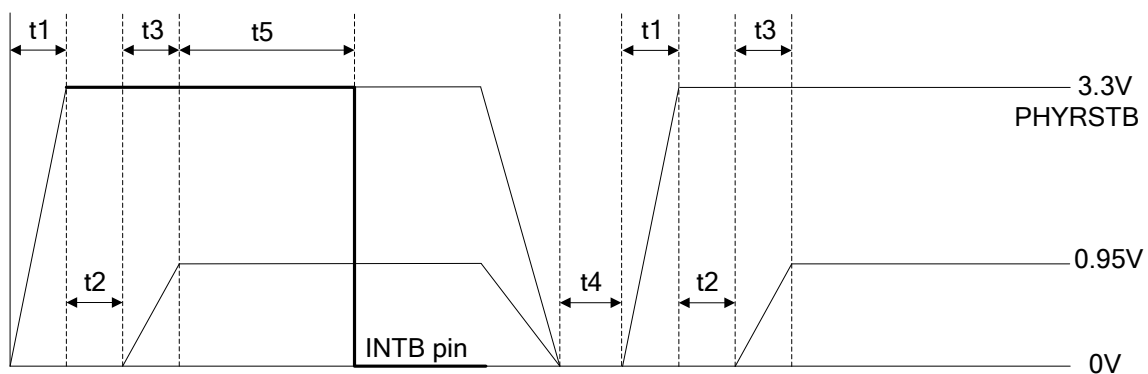 t1
t3
t5
t1
t3
3.3V
PHYRSTB
0.95V
t2
t4
t2
INTB pin
0V